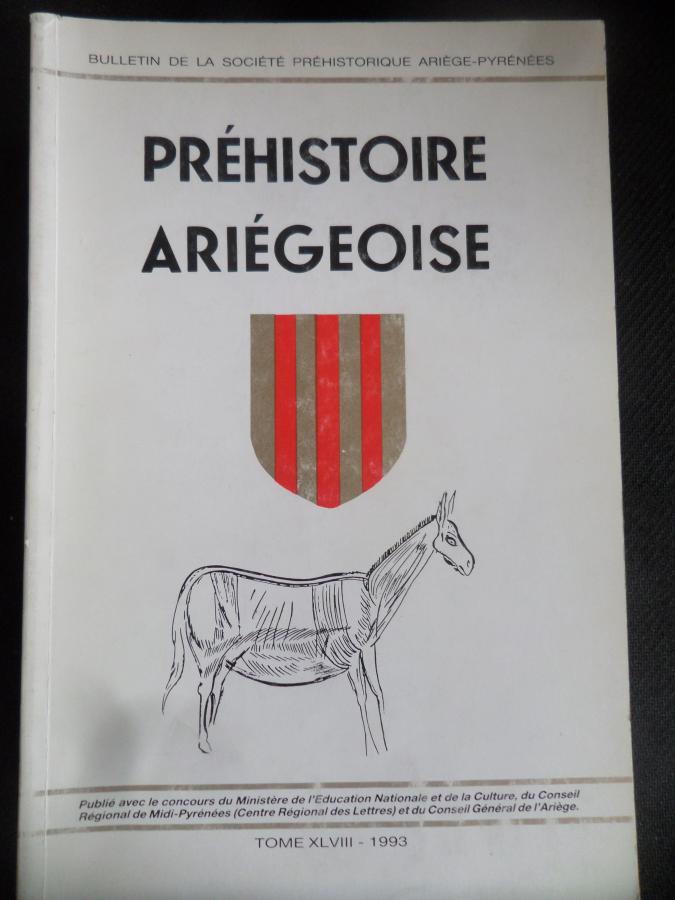 BULLETIN DE LA SOCIÉTÉ PRÉHISTORIQUE ARIÈGE-PYRÉNÉES
PRÉHISTOIRE
ARIÉGEOISE
Publié avec le concours du Ministère de l'Education Nationale et de la Culture, du Conseil
Régional de Midi-Pyrénées (Centre Régional des Lettres) et du Conseil Général de l'Ariège.
TOME XLVIII - 1993